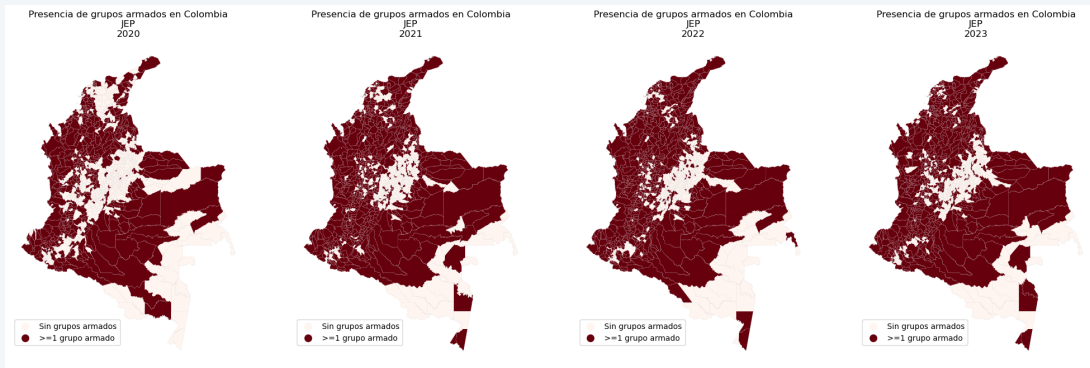 Presencia de grupos armados en Colombia
JEP
2020
Sin grupos armados
>=1 grupo armado
Presencia de grupos armados en Colombia
JEP
2021
Sin grupos armados
>=1 grupo armado
Presencia de grupos armados en Colombia
JEP
2022
Sin grupos armados
>=1 grupo armado
Presencia de grupos armados en Colombia
JEP
2023
Sin grupos armados
>=1 grupo armado